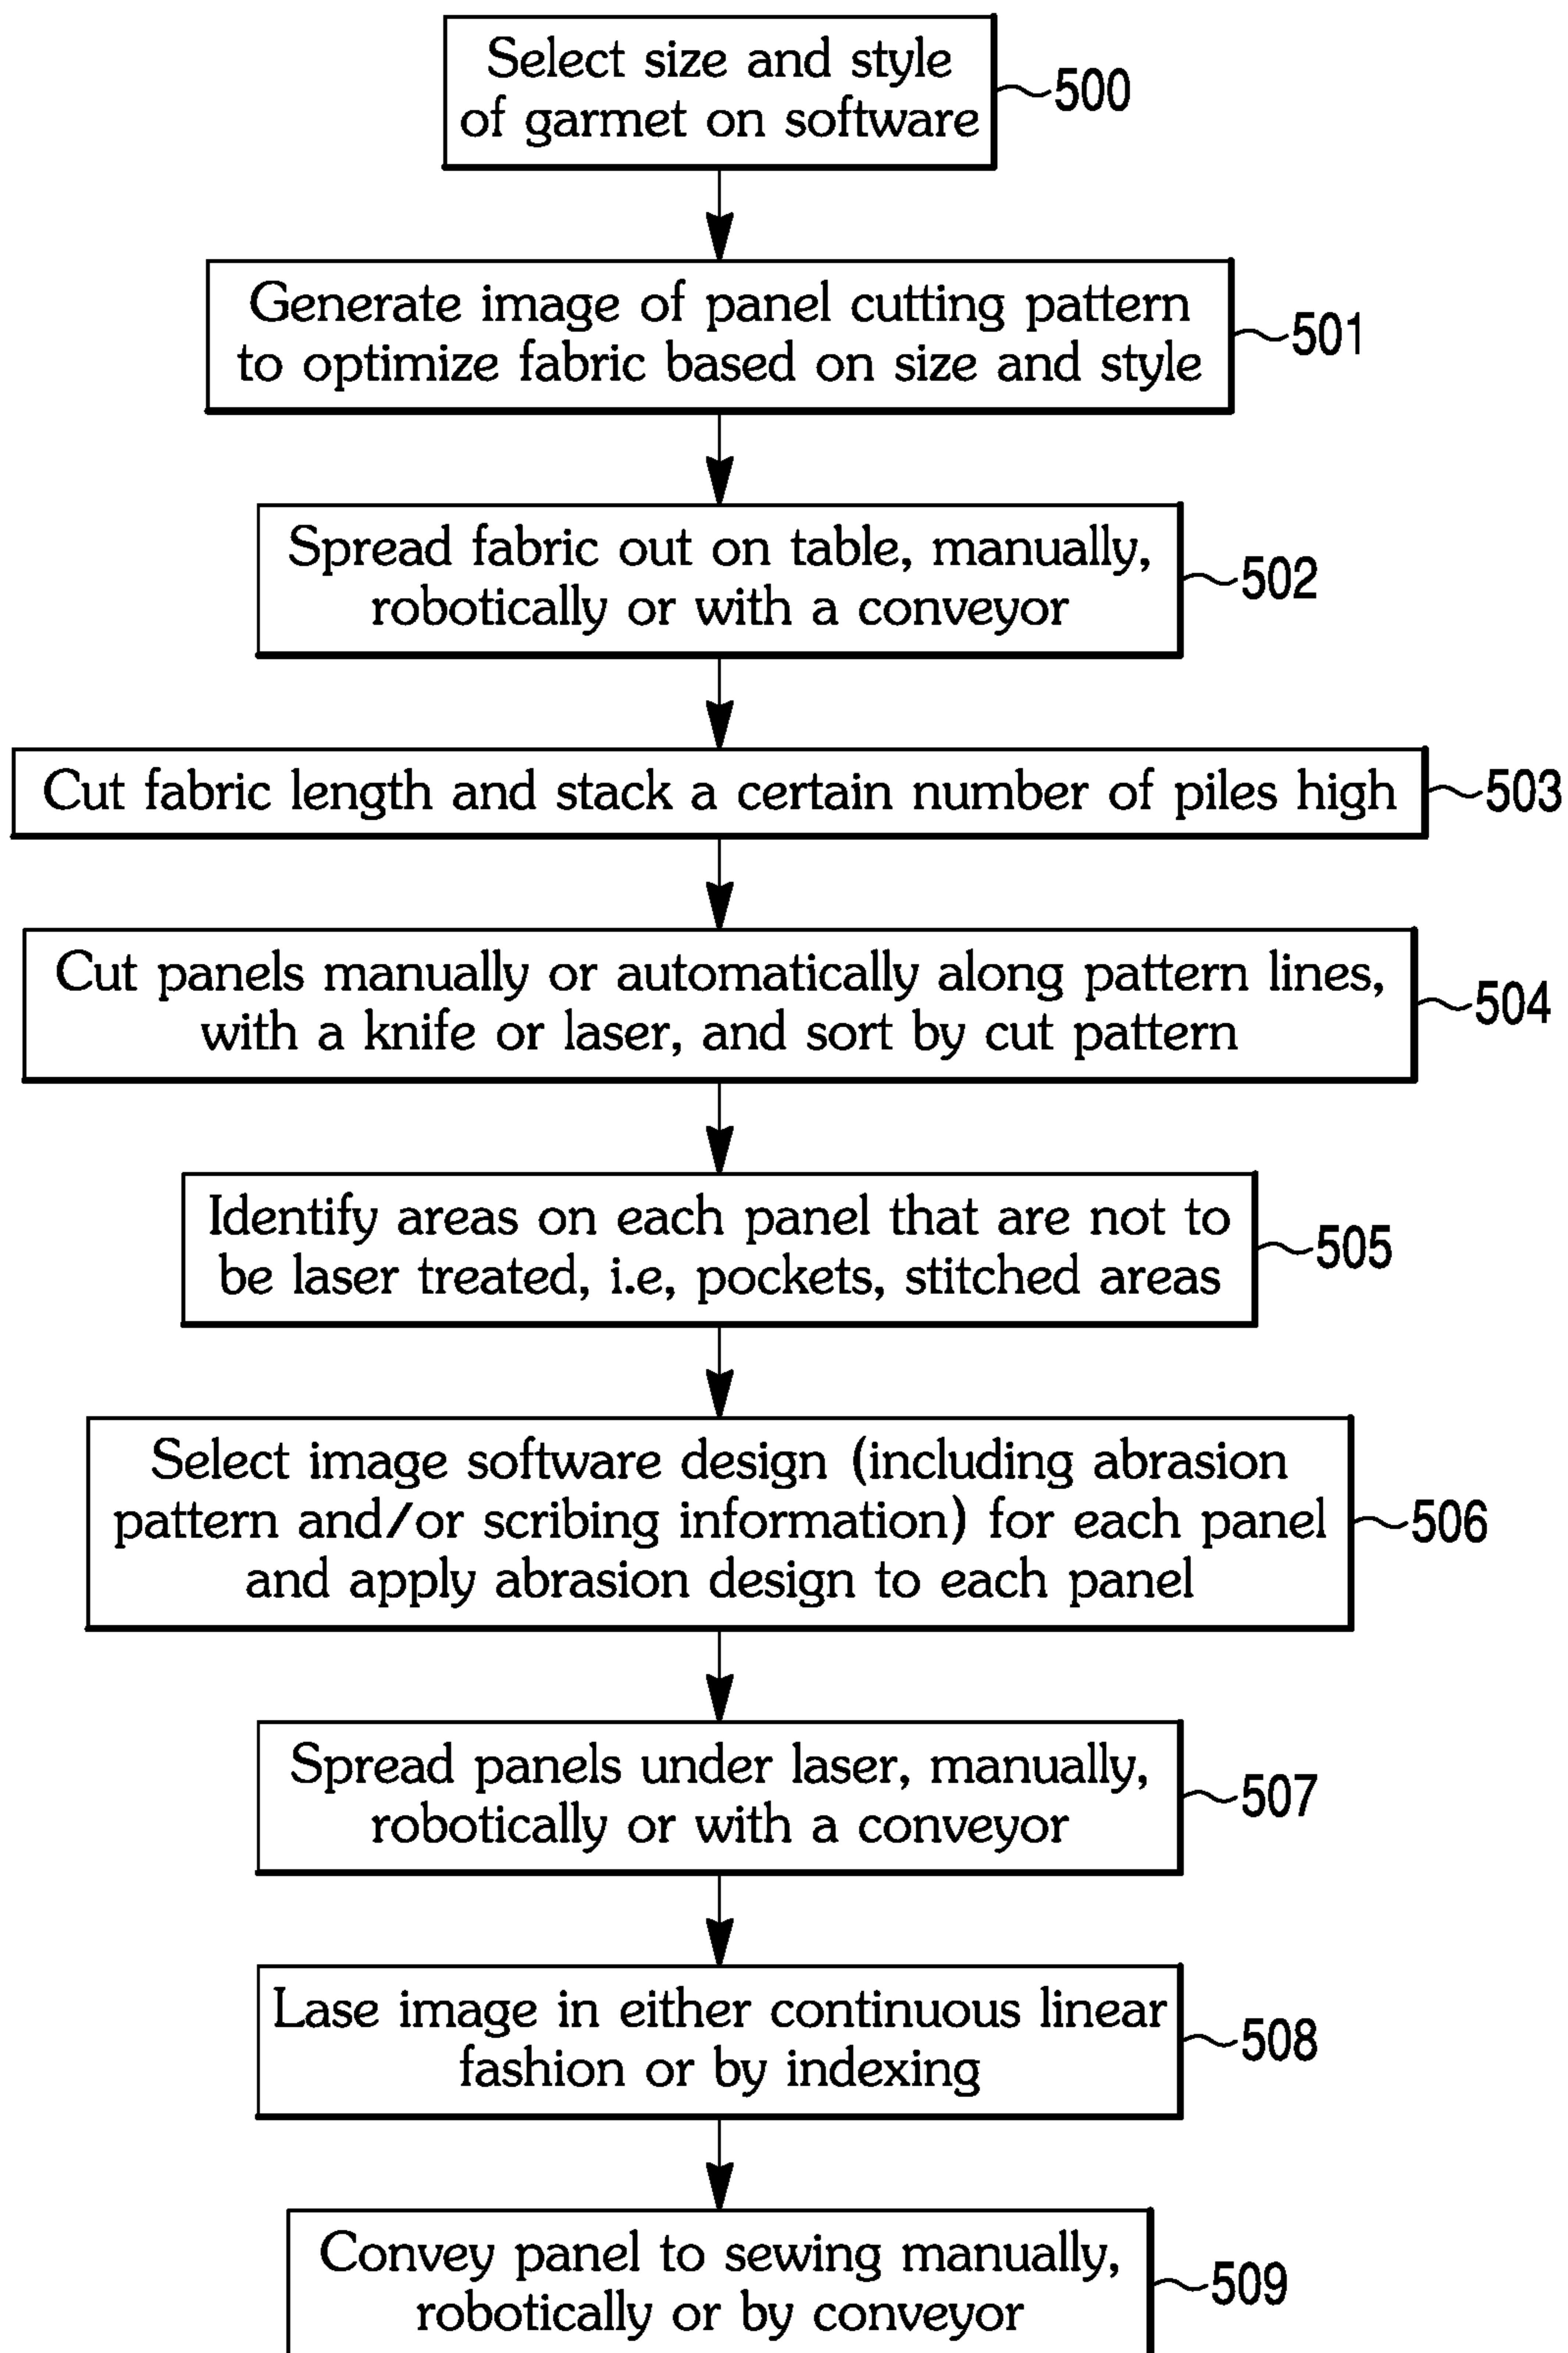 Select size and style
of garmet on software
500
Generate image of panel cutting pattern
to optimize fabric based on size and style
501
Spread fabric out on table, manually,
robotically or with a conveyor
502
Cut fabric length and stack a certain number of piles high
503
Cut panels manually or automatically along pattern lines,
with a knife or laser, and sort by cut pattern
504
Identify areas on each panel that are not to
be laser treated, i.e, pockets, stitched areas
505
Select image software design (including abrasion
pattern and/or scribing information) for each panel
and apply abrasion design to each panel
506
Spread panels under laser, manually,
robotically or with a conveyor
507
Lase image in either continuous linear
fashion or by indexing
508
Convey panel to sewing manually,
robotically or by conveyor
509